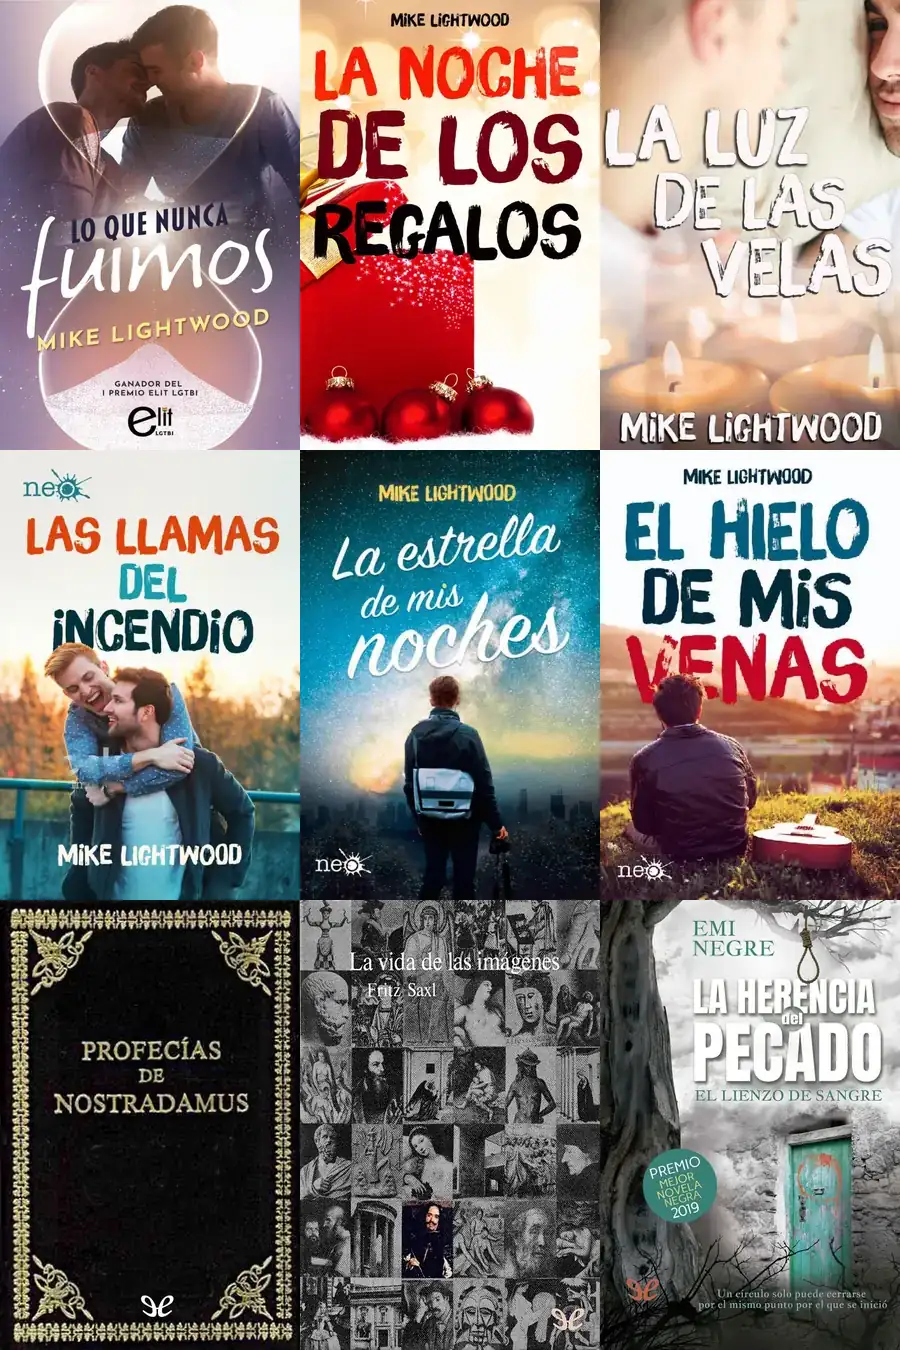 LO QUE NUNCA
fuimos
MIKE LIGHTWOOD
GANADOR DEL
I PREMIO ELIT LGTBI
elit
LGTBI
MiKE LiGHTWOOD
LA NOCHE
DE LOS
REGALOS
LA LUZ
DE LAS
VELAS
MiKE LiGHTWOOD
neo
LAS LLAMAS
DEL
iNCENDiO
MiKE LiGHTWOOD
MiKE LiGHTWOOD
La estrella
de mis
noches
neo
MiKE LiGHTWOOD
EL HiELO
DE MiS
VENAS
neo
PROFECÍAS
DE
NOSTRADAMUS
La vida de las imágenes
Fritz Saxl
EMI
NEGRE
LA HERENCIA
del
PECADO
EL LIENZO DE SANGRE
PREMIO
MEJOR
NOVELA
NEGRA
2019
Un círculo solo puede cerrarse
por el mismo punto por el que se inició